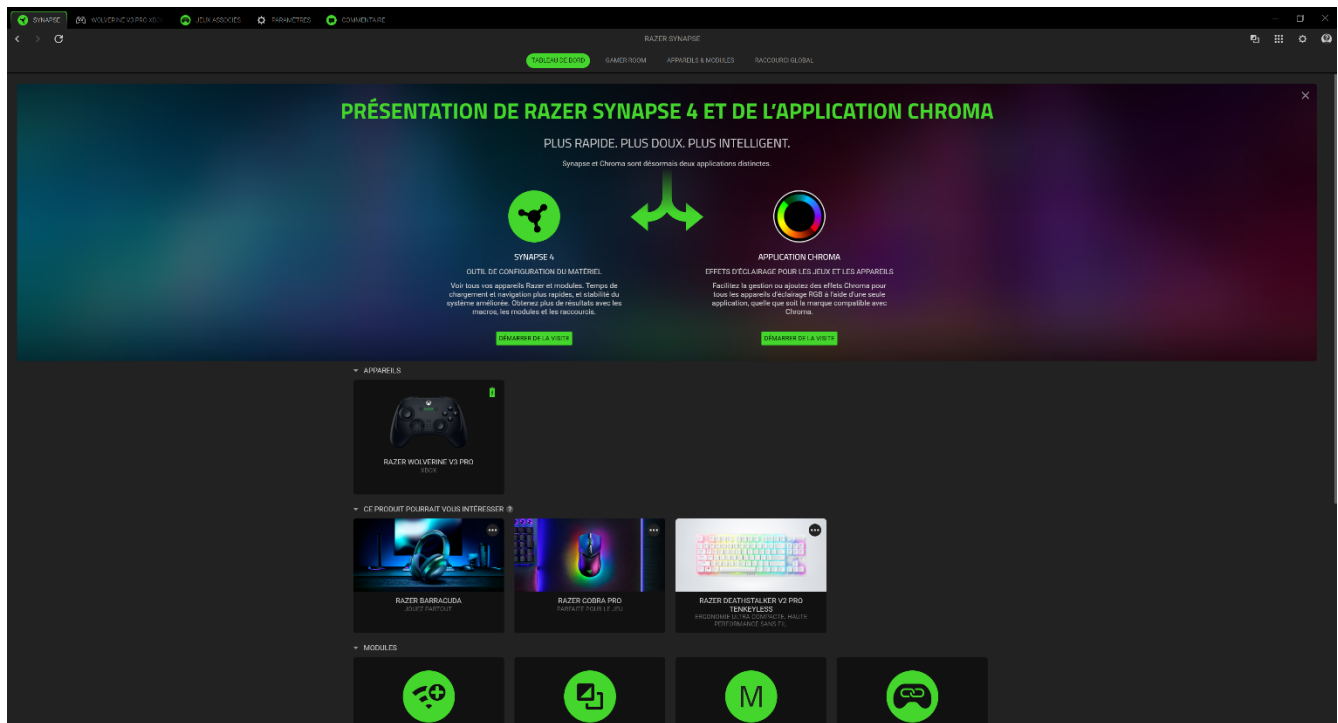 SYNAPSE
WOLVERINE V3 PRO XBOX
JEUX ASSOCIÉS
PARAMÈTRES
COMMENTAIRE
RAZER SYNAPSE
TABLEAU DE BORD
GAMER ROOM
APPAREILS & MODULES
RACCOURCI GLOBAL
PRÉSENTATION DE RAZER SYNAPSE 4 ET DE L'APPLICATION CHROMA
PLUS RAPIDE. PLUS DOUX. PLUS INTELLIGENT.
Synapse et Chroma sont désormais deux applications distinctes.
SYNAPSE 4
OUTIL DE CONFIGURATION DU MATÉRIEL
Voir tous vos appareils Razer et modules. Temps de
chargement et navigation plus rapides, et stabilité du
système améliorée. Obtenez plus de résultats avec les
macros, les modules et les raccourcis.
DÉMARRER DE LA VISITE
APPLICATION CHROMA
EFFETS D'ÉCLAIRAGE POUR LES JEUX ET LES APPAREILS
Facilitez la gestion ou ajoutez des effets Chroma pour
tous les appareils d'éclairage RGB à l'aide d'une seule
application, quelle que soit la marque compatible avec
Chroma.
DÉMARRER DE LA VISITE
APPAREILS
RAZER WOLVERINE V3 PRO
XBOX
CE PRODUIT POURRAIT VOUS INTÉRESSER
RAZER BARRACUDA
JOUEZ PARTOUT
RAZER COBRA PRO
PARFAITE POUR LE JEU
RAZER DEATHSTALKER V2 PRO
TENKEYLESS
ERGONOMIE ULTRA COMPACTE. HAUTE
PERFORMANCE SANS FIL.
MODULES
M